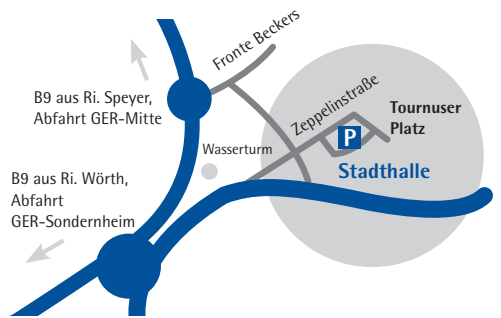 Fronte Beckers
B9 aus Ri. Speyer,
Abfahrt GER-Mitte
Zeppelinstraße
Tournuser
Platz
P
Wasserturm
Stadthalle
B9 aus Ri. Wörth,
Abfahrt
GER-Sondernheim